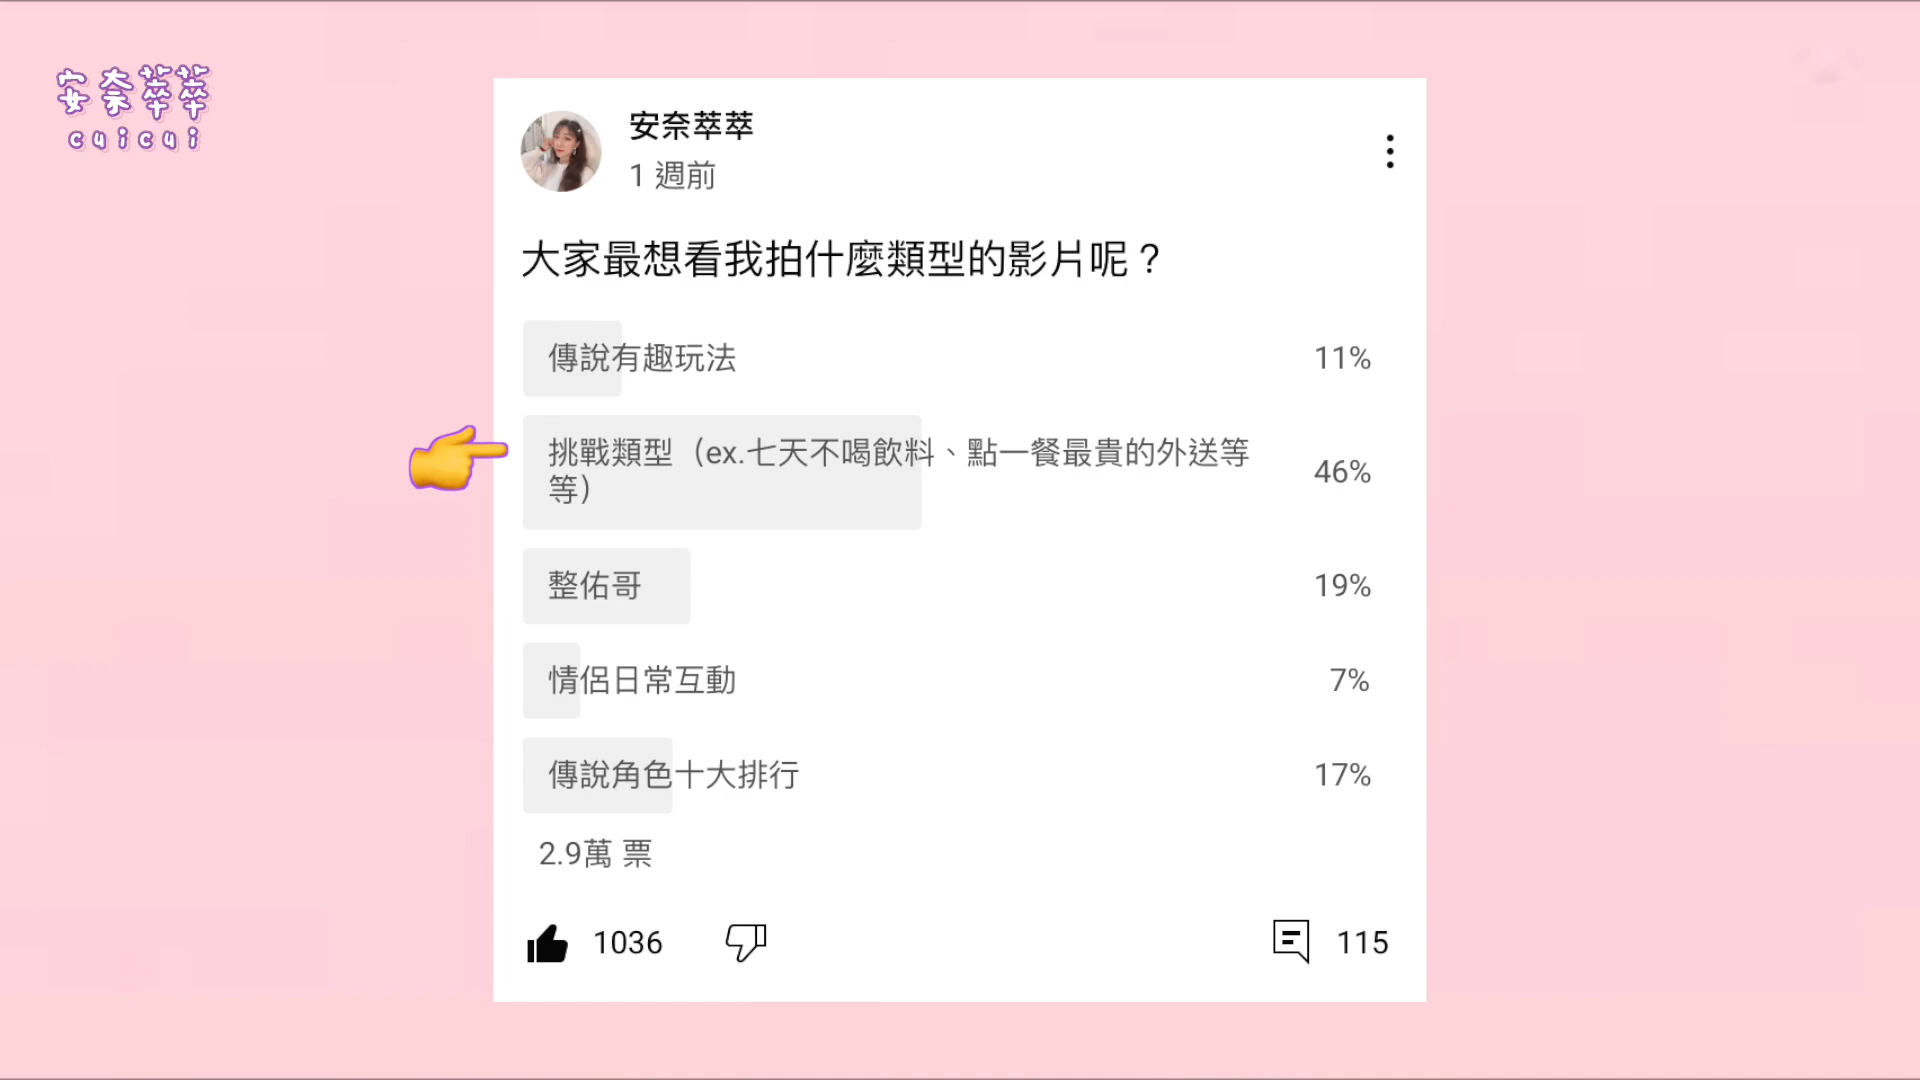 安奈萃萃
cuicui
安奈萃萃
1 週前
大家最想看我拍什麼類型的影片呢？
傳說有趣玩法
11%
挑戰類型（ex.七天不喝飲料、點一餐最貴的外送等
等）
46%
整佑哥
19%
情侶日常互動
7%
傳說角色十大排行
17%
2.9萬 票
1036
115